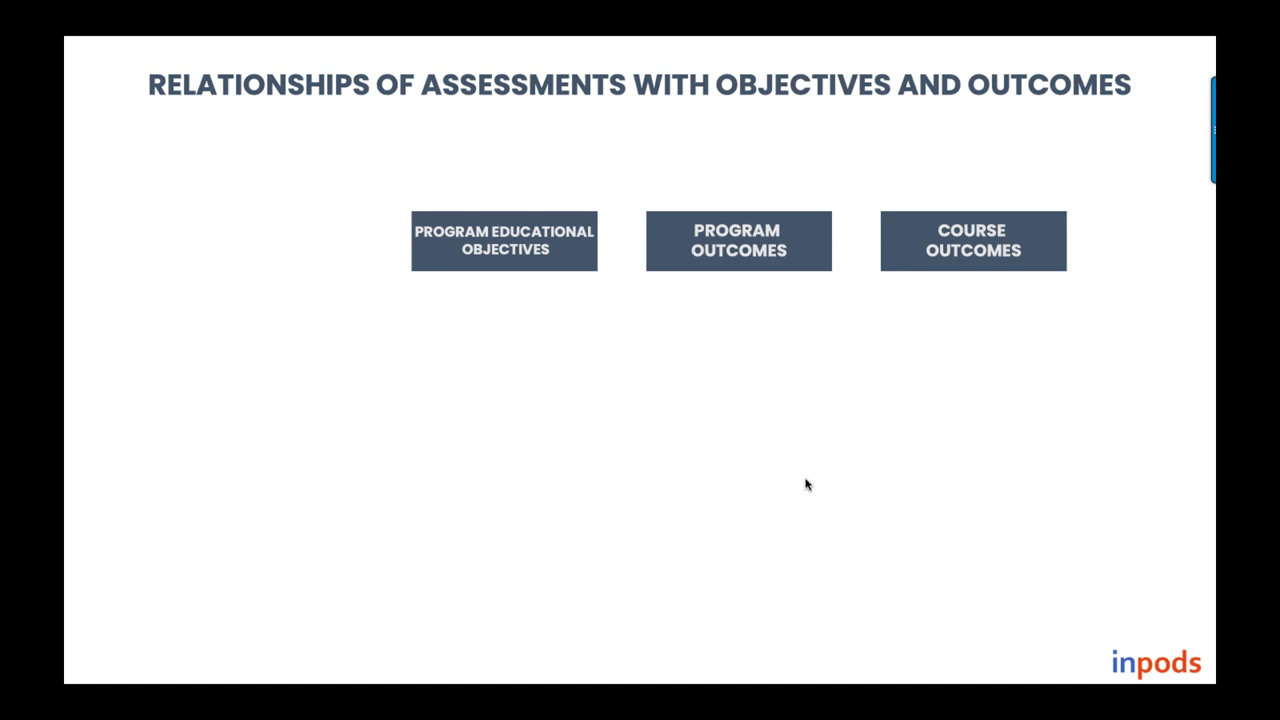 RELATIONSHIPS OF ASSESSMENTS WITH OBJECTIVES AND OUTCOMES
PROGRAM EDUCATIONAL
OBJECTIVES
PROGRAM
OUTCOMES
COURSE
OUTCOMES
inpods